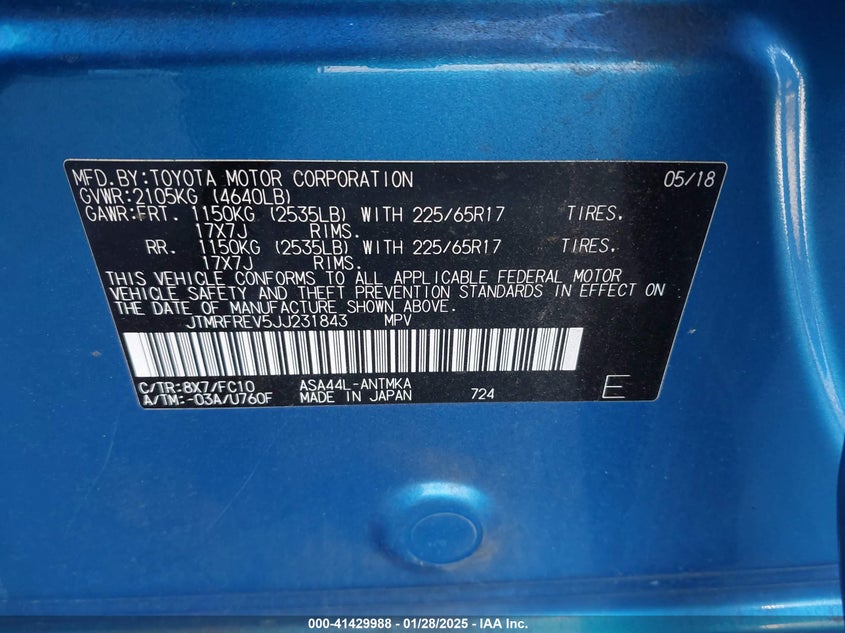 MFD.BY:TOYOTA MOTOR CORPORATION 05/18
GVWR:2105KG (4640LB)
GAWR:FRT. 1150KG (2535LB) WITH 225/65R17 TIRES.
17X7J RIMS.
RR. 1150KG (2535LB) WITH 225/65R17 TIRES.
17X7J RIMS.
THIS VEHICLE CONFORMS TO ALL APPLICABLE FEDERAL MOTOR
VEHICLE SAFETY AND THEFT PREVENTION STANDARDS IN EFFECT ON
THE DATE OF MANUFACTURE SHOWN ABOVE.
JTMRFREV5JJ231843 MPV
C/TR:8X7/FC10 ASA44L-ANTMKA
A/TM:-03A/U760F MADE IN JAPAN 724 E
000-41429988 - 01/28/2025 - IAA Inc.